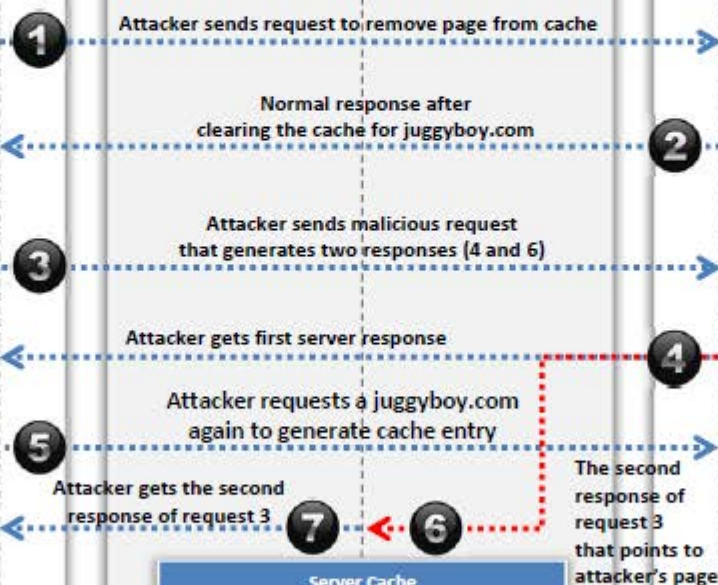 Attacker sends request to remove page from cache
1
Normal response after
clearing the cache for juggyboy.com
2
Attacker sends malicious request
that generates two responses (4 and 6)
3
Attacker gets first server response
4
Attacker requests a juggyboy.com
again to generate cache entry
5
Attacker gets the second
response of request 3
7
6
The second
response of
request 3
that points to
attacker's page
Server Cache